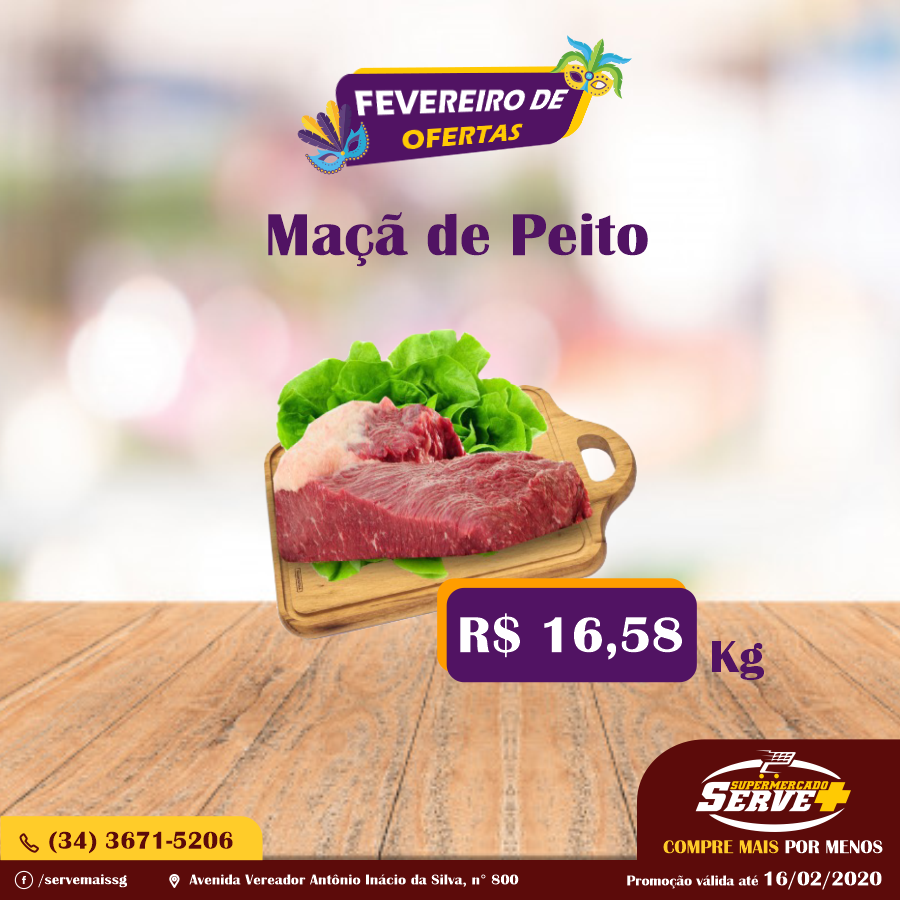 FEVEREIRO DE
OFERTAS
Maçã de Peito
R$ 16,58
Kg
SUPERMERCADO
SERVE+
COMPRE MAIS POR MENOS
(34) 3671-5206
/servemaissg
Avenida Vereador Antônio Inácio da Silva, n° 800
Promoção válida até 16/02/2020